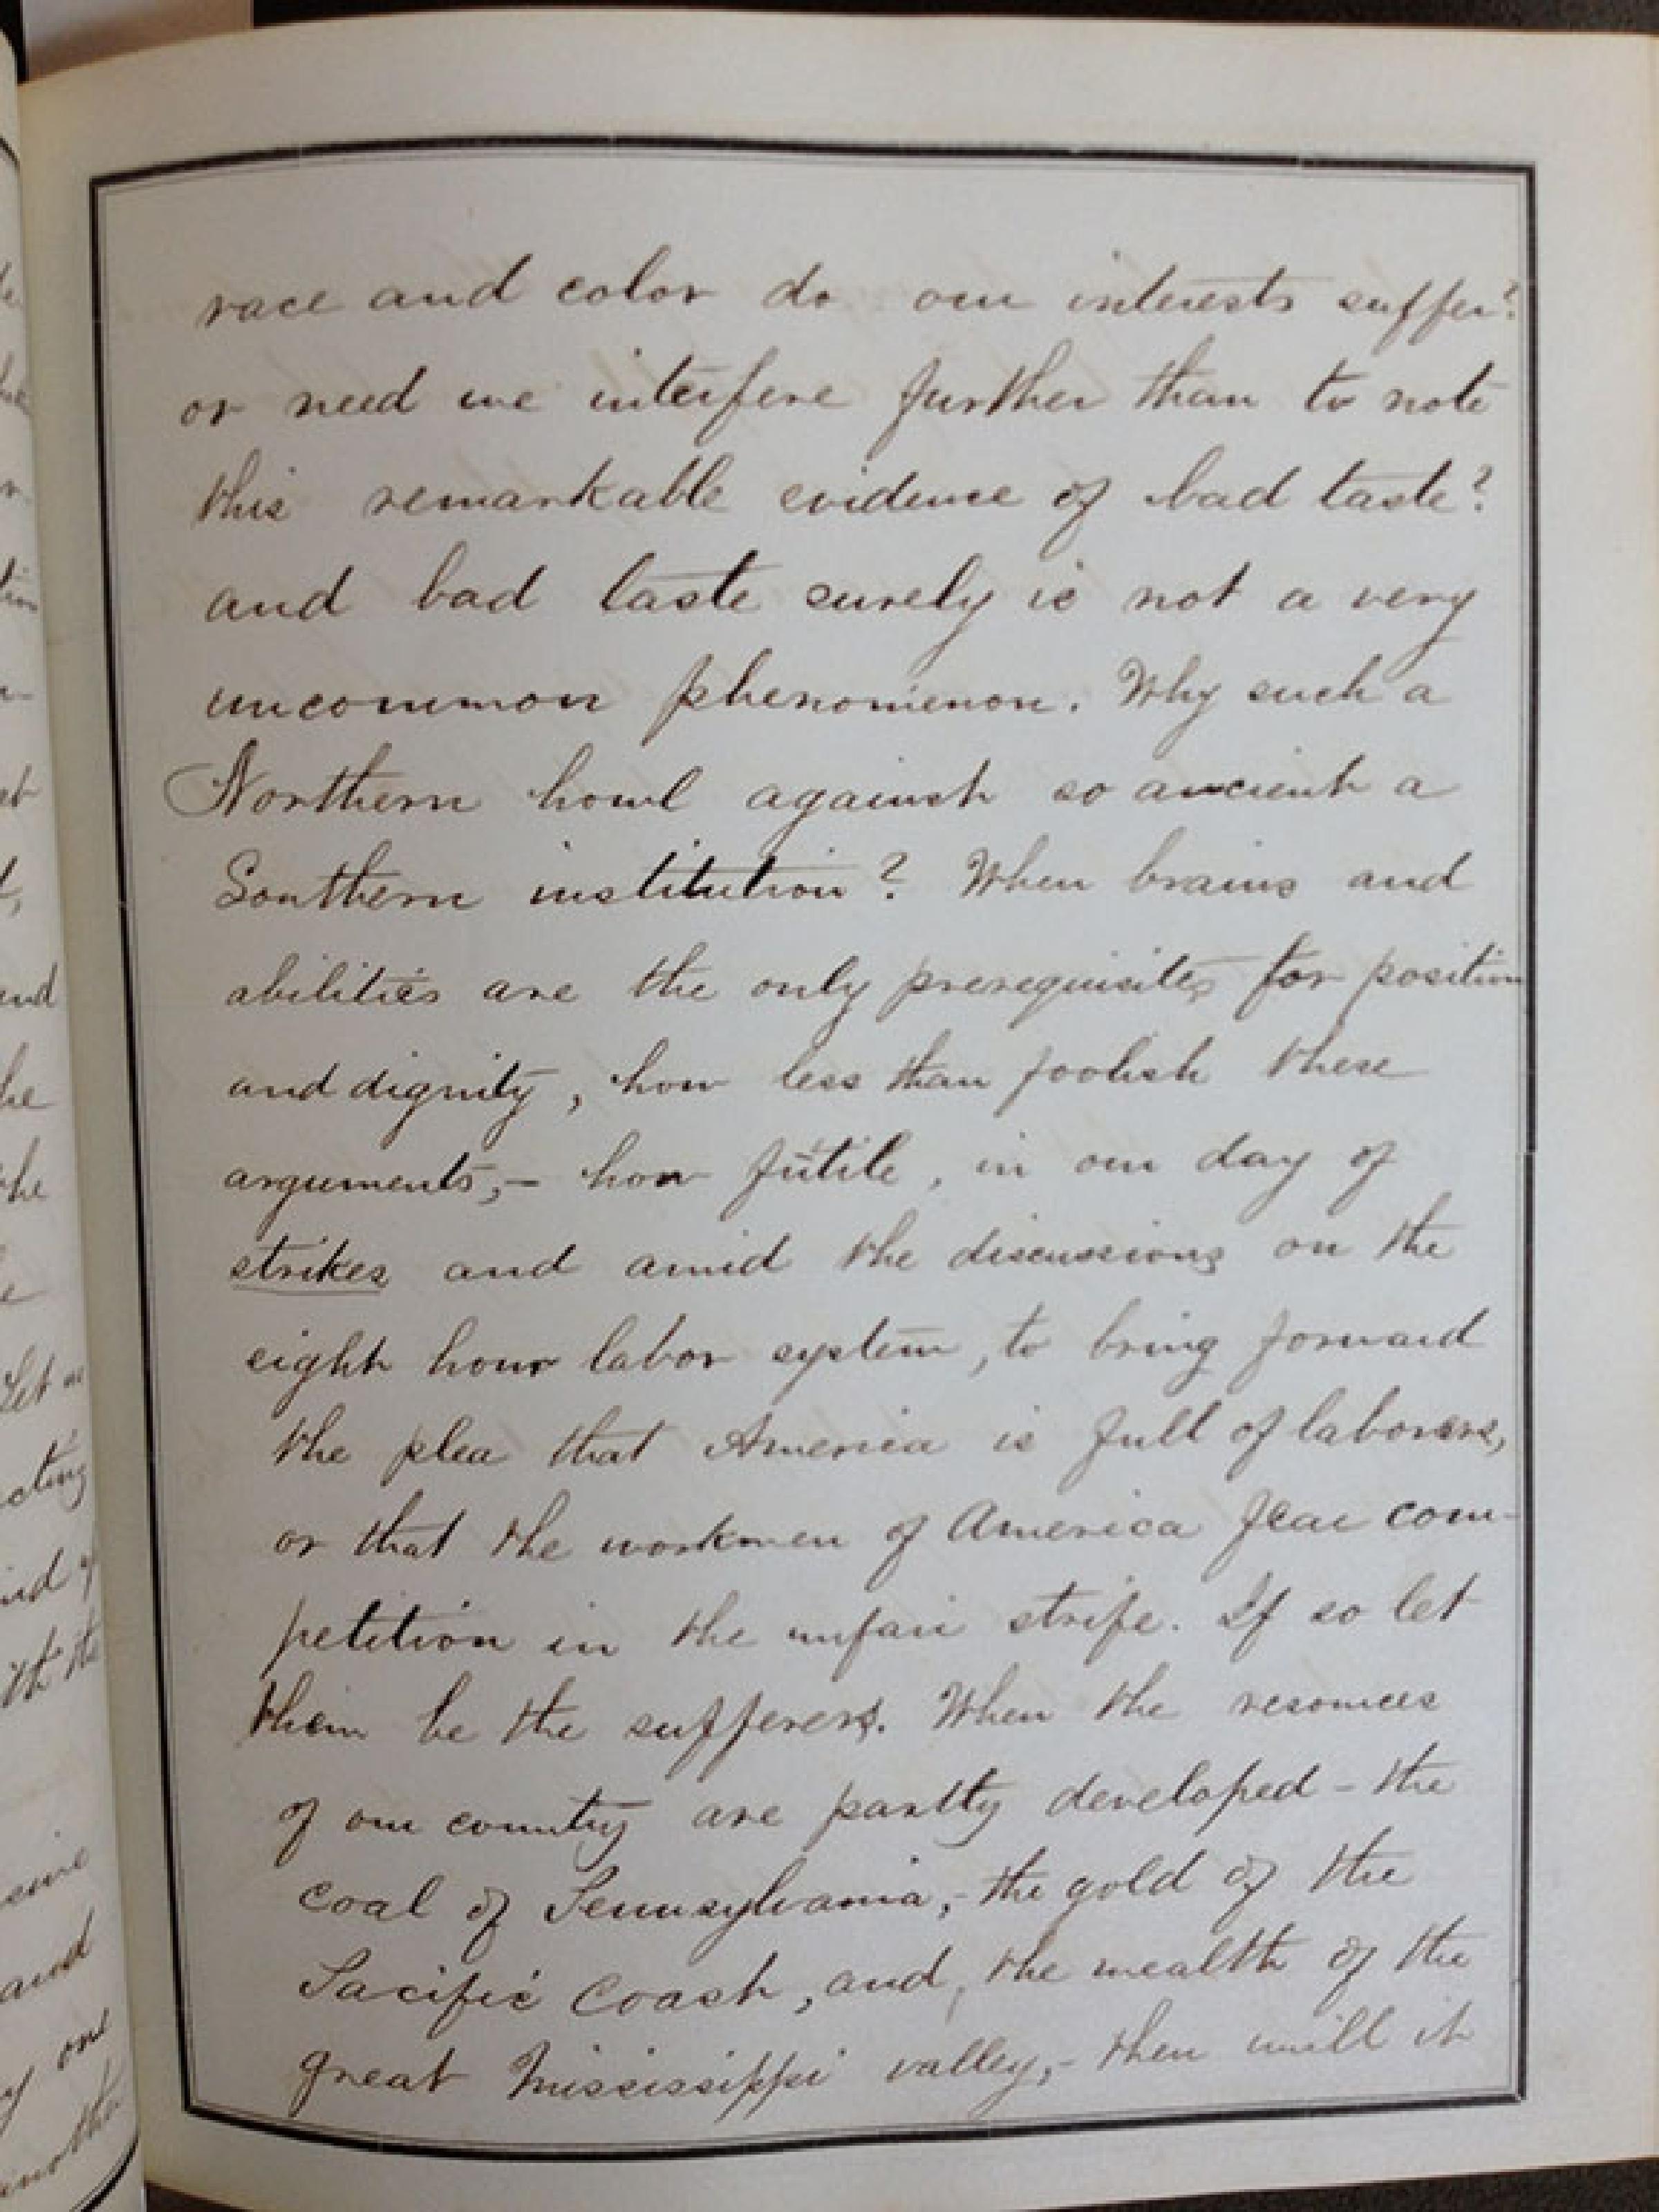 race and color do our interests suffer?
or need we interfere further than to note
this remarkable evidence of bad taste?
and bad taste surely is not a very
uncommon phenomenon. Why such a
Northern howl against so ancient a
Southern institution? When brains and
abilities are the only prerequisites for position
and dignity, how less than foolish these
arguments,- how futile, in our day of
strikes and amid the discussions on the
eight hour labor system, to bring forward
the plea that America is full of laborers,
or that the workmen of America fear com-
petition in the unfair strife. If so let
them be the sufferers. When the resources
of our country are partly developed - the
coal of Pennsylvania,- the gold of the
Pacific Coast, and, the wealth of the
great Mississippi valley,- then will it